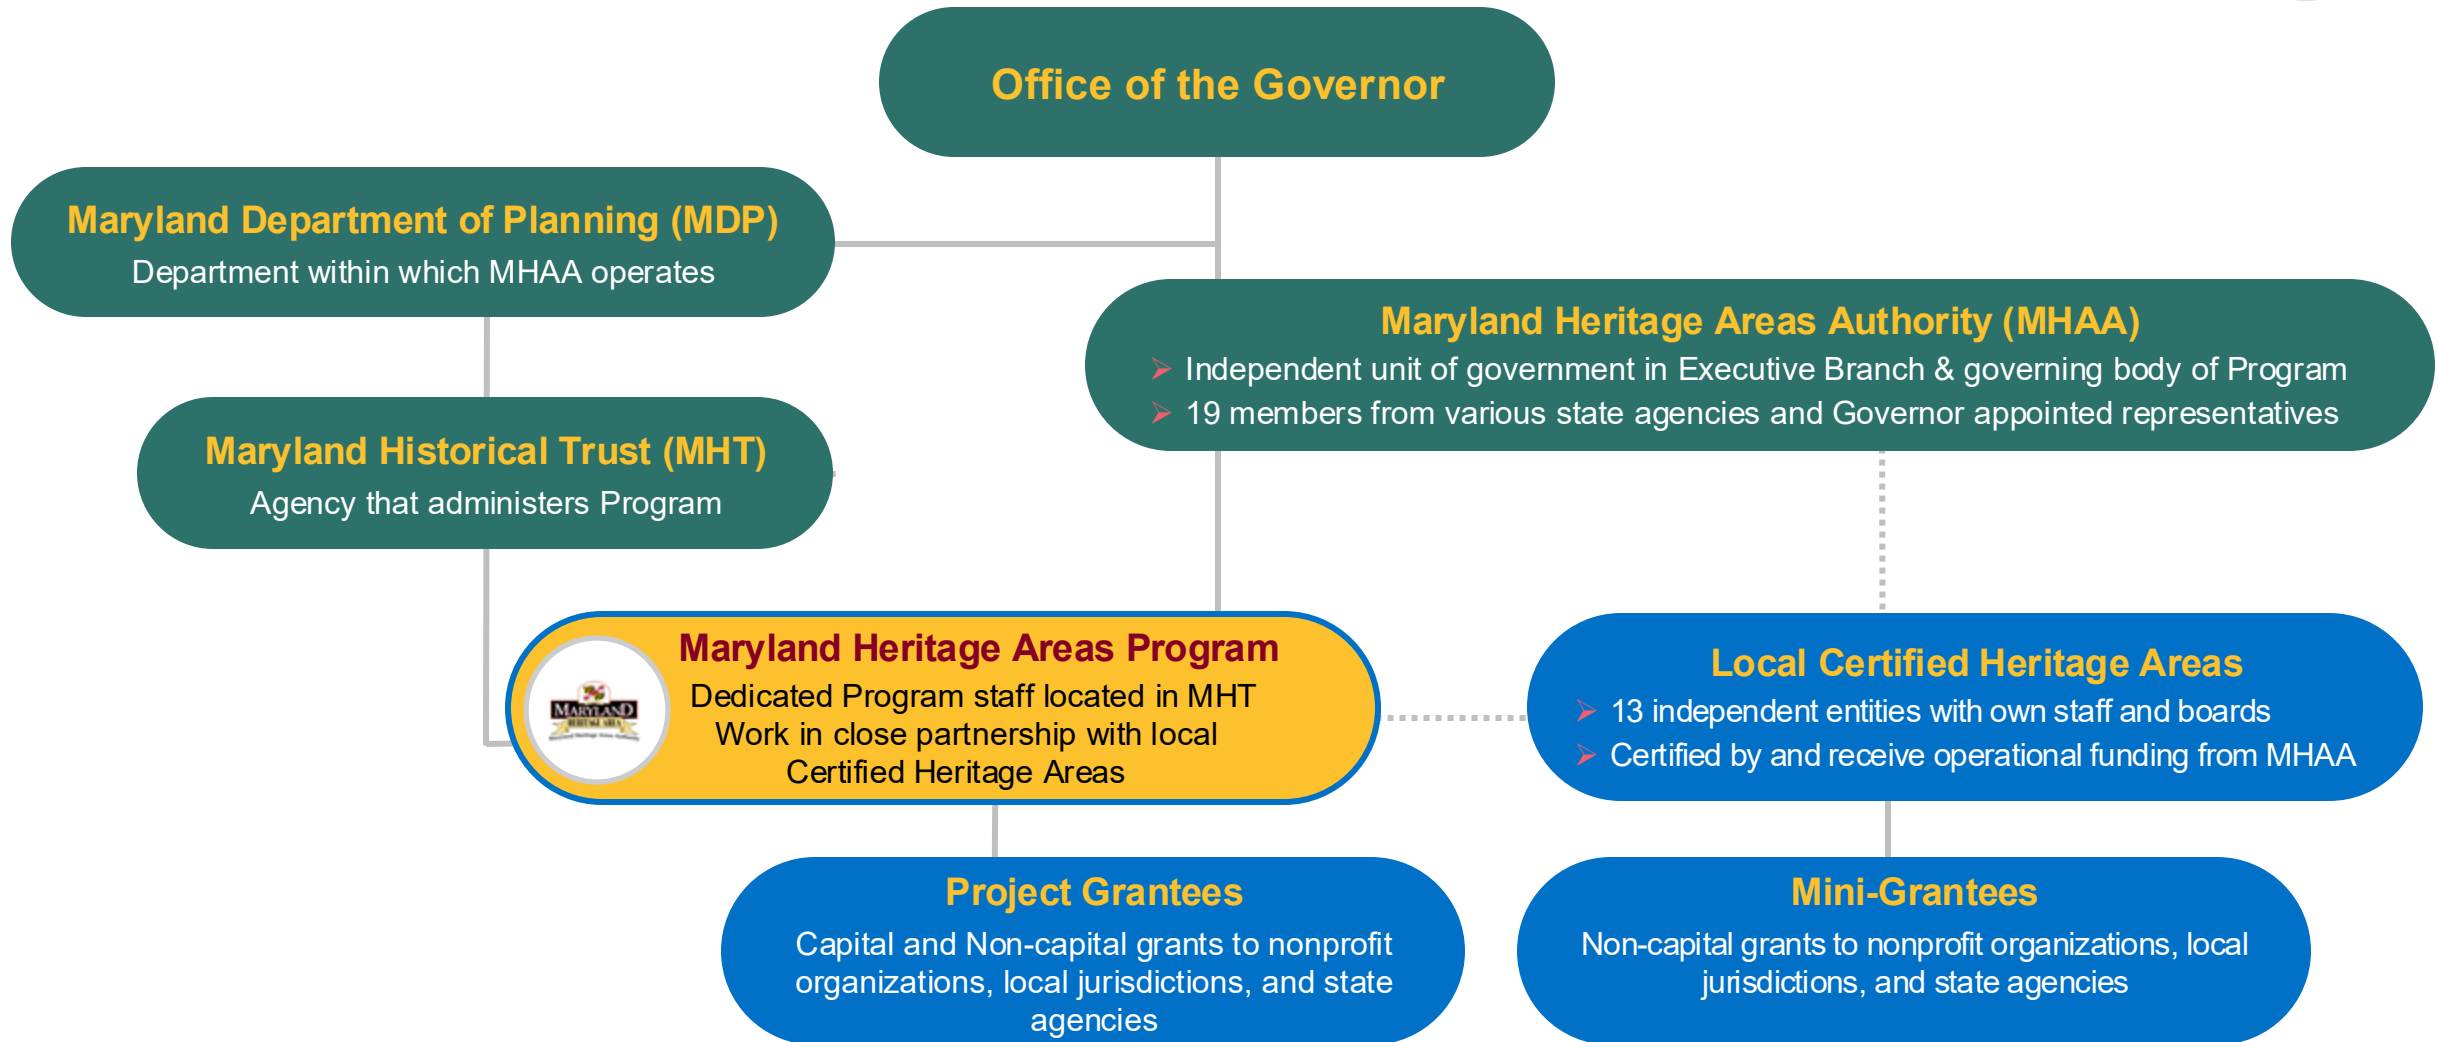 Office of the Governor
Maryland Department of Planning (MDP)
Department within which MHAA operates
Maryland Heritage Areas Authority (MHAA)
➢ Independent unit of government in Executive Branch & governing body of Program
➢ 19 members from various state agencies and Governor appointed representatives
Maryland Historical Trust (MHT)
Agency that administers Program
MARYLAND
HERITAGE AREA
Maryland Heritage Areas Program
Dedicated Program staff located in MHT
Work in close partnership with local
Certified Heritage Areas
Local Certified Heritage Areas
➢ 13 independent entities with own staff and boards
➢ Certified by and receive operational funding from MHAA
Project Grantees
Capital and Non-capital grants to nonprofit
organizations, local jurisdictions, and state
agencies
Mini-Grantees
Non-capital grants to nonprofit organizations, local
jurisdictions, and state agencies